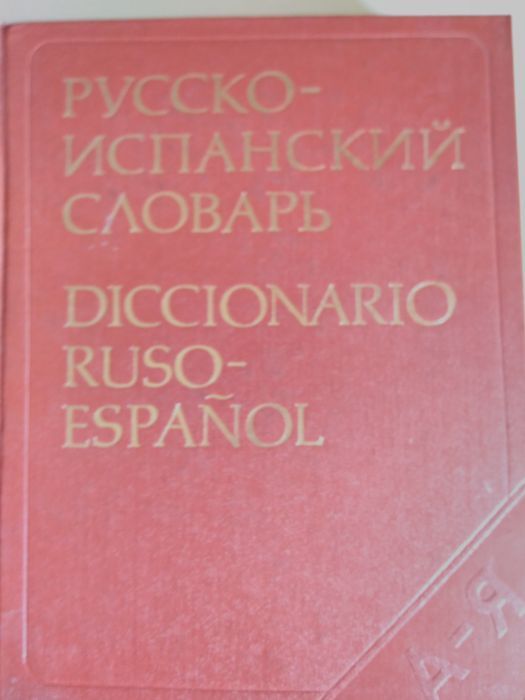 РУССКО-
ИСПАНСКИЙ
СЛОВАРЬ
DICCIONARIO
RUSO-
ESPAÑOL
А-Я